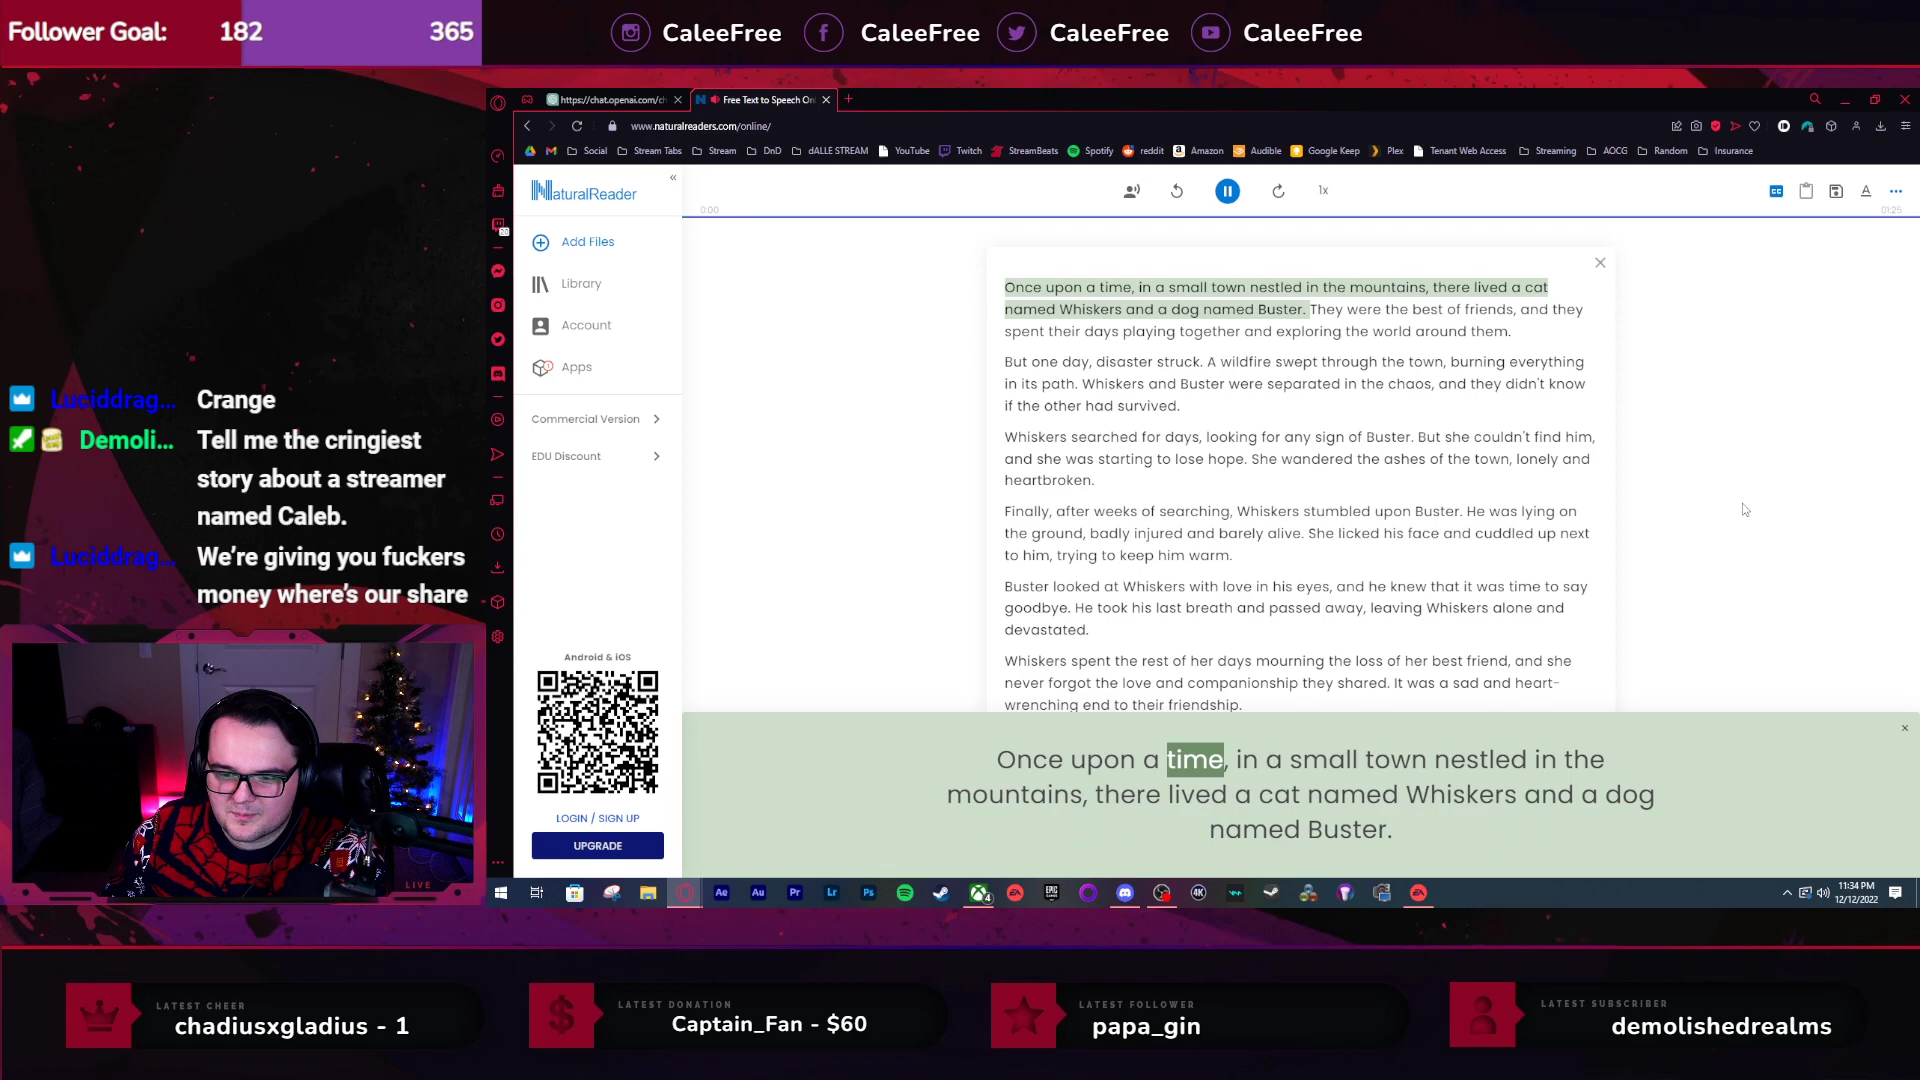 Follower Goal: 182 365
CaleeFree CaleeFree CaleeFree CaleeFree
https://chat.openai.com/ch Free Text to Speech On
www.naturalreaders.com/online/
Social Stream Tabs Stream DnD dALLE STREAM YouTube Twitch StreamBeats Spotify reddit Amazon Audible Google Keep Plex Tenant Web Access Streaming AOCG Random Insurance
NaturalReader
1x
0:00 01:25
Add Files
Library
Account
Apps
Commercial Version
EDU Discount
Android & iOS
LOGIN / SIGN UP
UPGRADE
Once upon a time, in a small town nestled in the mountains, there lived a cat
named Whiskers and a dog named Buster. They were the best of friends, and they
spent their days playing together and exploring the world around them.
But one day, disaster struck. A wildfire swept through the town, burning everything
in its path. Whiskers and Buster were separated in the chaos, and they didn't know
if the other had survived.
Whiskers searched for days, looking for any sign of Buster. But she couldn't find him,
and she was starting to lose hope. She wandered the ashes of the town, lonely and
heartbroken.
Finally, after weeks of searching, Whiskers stumbled upon Buster. He was lying on
the ground, badly injured and barely alive. She licked his face and cuddled up next
to him, trying to keep him warm.
Buster looked at Whiskers with love in his eyes, and he knew that it was time to say
goodbye. He took his last breath and passed away, leaving Whiskers alone and
devastated.
Whiskers spent the rest of her days mourning the loss of her best friend, and she
never forgot the love and companionship they shared. It was a sad and heart-
wrenching end to their friendship.
Once upon a time, in a small town nestled in the
mountains, there lived a cat named Whiskers and a dog
named Buster.
Luciddrag... Crange
Demoli... Tell me the cringiest
story about a streamer
named Caleb.
Luciddrag... We're giving you fuckers
money where's our share
LIVE
Ae Au Pr Lr Ps EA EPIC GAMES 4K EA
11:34 PM
12/12/2022
LATEST CHEER
chadiusxgladius - 1
LATEST DONATION
Captain_Fan - $60
LATEST FOLLOWER
papa_gin
LATEST SUBSCRIBER
demolishedrealms